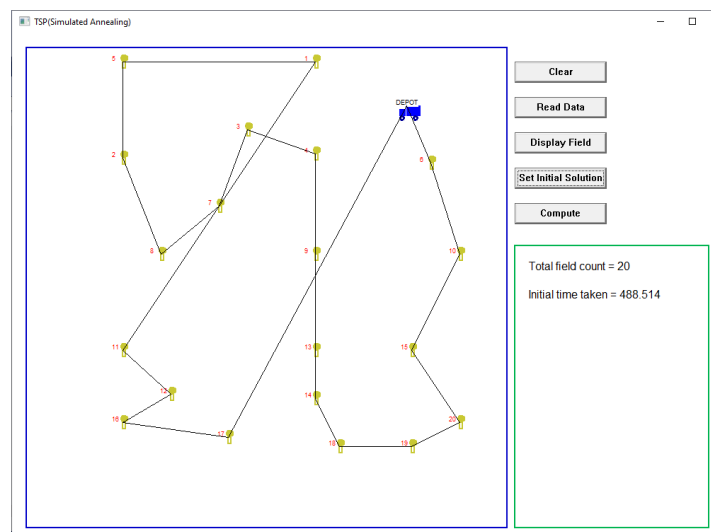 TSP(Simulated Annealing)
5
1
DEPOT
3
4
6
2
7
8
9
10
11
13
15
12
14
16
17
20
18
19
Clear
Read Data
Display Field
Set Initial Solution
Compute
Total field count = 20
Initial time taken = 488.514